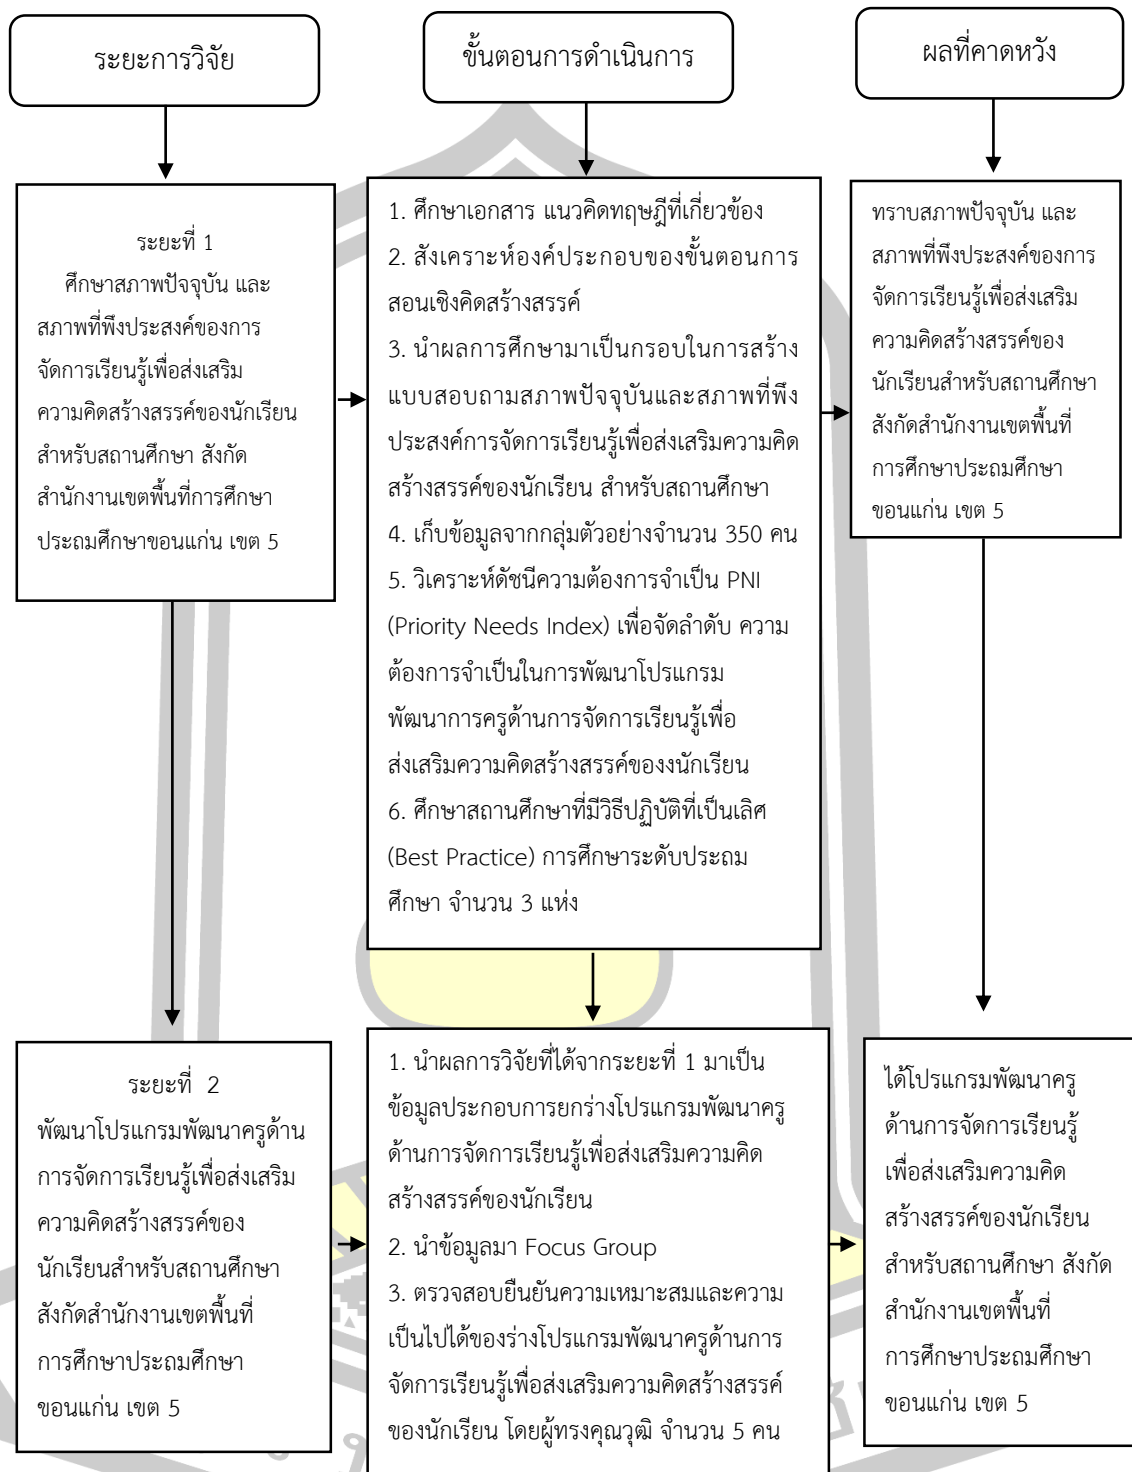 ระยะการวิจัย
ขั้นตอนการดำเนินการ
ผลที่คาดหวัง
ระยะที่ 1
ศึกษาสภาพปัจจุบัน และ
สภาพที่พึงประสงค์ของการ
จัดการเรียนรู้เพื่อส่งเสริม
ความคิดสร้างสรรค์ของนักเรียน
สำหรับสถานศึกษา สังกัด
สำนักงานเขตพื้นที่การศึกษา
ประถมศึกษาขอนแก่น เขต 5
1. ศึกษาเอกสาร แนวคิดทฤษฎีที่เกี่ยวข้อง
2. สังเคราะห์องค์ประกอบของขั้นตอนการ
สอนเชิงคิดสร้างสรรค์
3. นำผลการศึกษามาเป็นกรอบในการสร้าง
แบบสอบถามสภาพปัจจุบันและสภาพที่พึง
ประสงค์การจัดการเรียนรู้เพื่อส่งเสริมความคิด
สร้างสรรค์ของนักเรียน สำหรับสถานศึกษา
4. เก็บข้อมูลจากกลุ่มตัวอย่างจำนวน 350 คน
5. วิเคราะห์ดัชนีความต้องการจำเป็น PNI
(Priority Needs Index) เพื่อจัดลำดับ ความ
ต้องการจำเป็นในการพัฒนาโปรแกรม
พัฒนาการครูด้านการจัดการเรียนรู้เพื่อ
ส่งเสริมความคิดสร้างสรรค์ของงนักเรียน
6. ศึกษาสถานศึกษาที่มีวิธีปฏิบัติที่เป็นเลิศ
(Best Practice) การศึกษาระดับประถม
ศึกษา จำนวน 3 แห่ง
ทราบสภาพปัจจุบัน และ
สภาพที่พึงประสงค์ของการ
จัดการเรียนรู้เพื่อส่งเสริม
ความคิดสร้างสรรค์ของ
นักเรียนสำหรับสถานศึกษา
สังกัดสำนักงานเขตพื้นที่
การศึกษาประถมศึกษา
ขอนแก่น เขต 5
ระยะที่ 2
พัฒนาโปรแกรมพัฒนาครูด้าน
การจัดการเรียนรู้เพื่อส่งเสริม
ความคิดสร้างสรรค์ของ
นักเรียนสำหรับสถานศึกษา
สังกัดสำนักงานเขตพื้นที่
การศึกษาประถมศึกษา
ขอนแก่น เขต 5
1. นำผลการวิจัยที่ได้จากระยะที่ 1 มาเป็น
ข้อมูลประกอบการยกร่างโปรแกรมพัฒนาครู
ด้านการจัดการเรียนรู้เพื่อส่งเสริมความคิด
สร้างสรรค์ของนักเรียน
2. นำข้อมูลมา Focus Group
3. ตรวจสอบยืนยันความเหมาะสมและความ
เป็นไปได้ของร่างโปรแกรมพัฒนาครูด้านการ
จัดการเรียนรู้เพื่อส่งเสริมความคิดสร้างสรรค์
ของนักเรียน โดยผู้ทรงคุณวุฒิ จำนวน 5 คน
ได้โปรแกรมพัฒนาครู
ด้านการจัดการเรียนรู้
เพื่อส่งเสริมความคิด
สร้างสรรค์ของนักเรียน
สำหรับสถานศึกษา สังกัด
สำนักงานเขตพื้นที่
การศึกษาประถมศึกษา
ขอนแก่น เขต 5